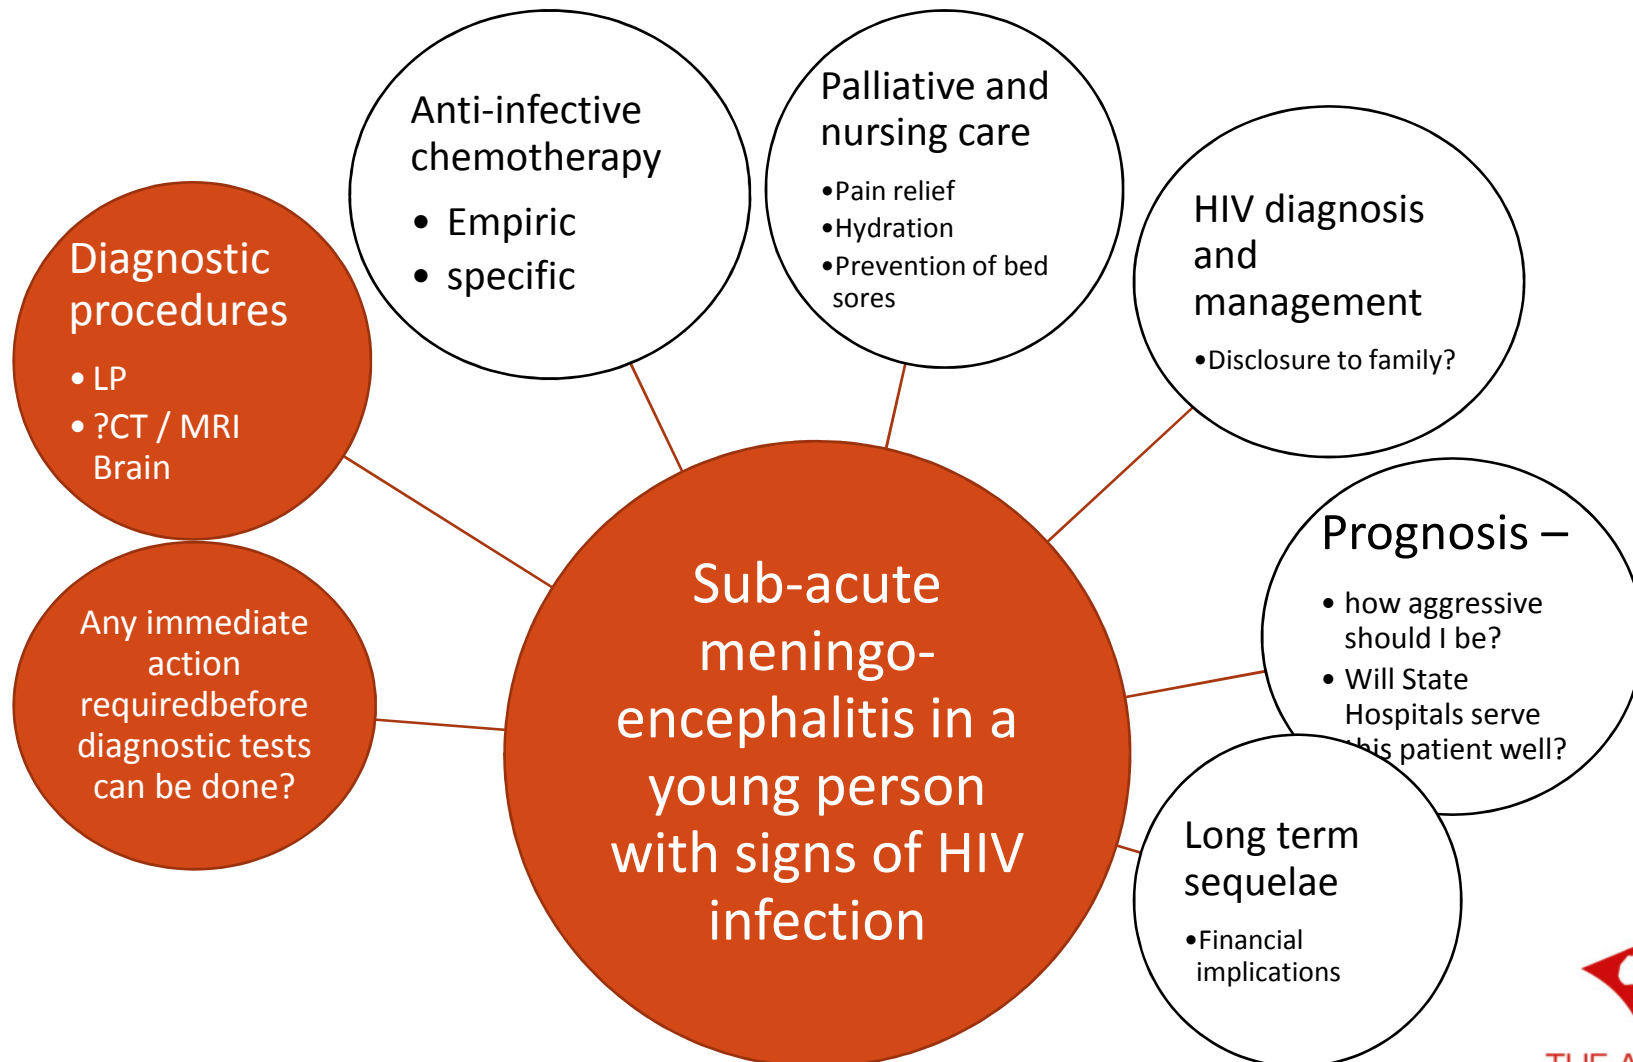 Anti-infective
chemotherapy
• Empiric
• specific
Palliative and
nursing care
•Pain relief
•Hydration
•Prevention of bed
sores
HIV diagnosis
and
management
•Disclosure to family?
Diagnostic
procedures
• LP
• ?CT / MRI
Brain
Any immediate
action
requiredbefore
diagnostic tests
can be done?
Sub-acute
meningo-
encephalitis in a
young person
with signs of HIV
infection
Prognosis –
• how aggressive
should I be?
• Will State
Hospitals serve
this patient well?
Long term
sequelae
•Financial
implications
THE A